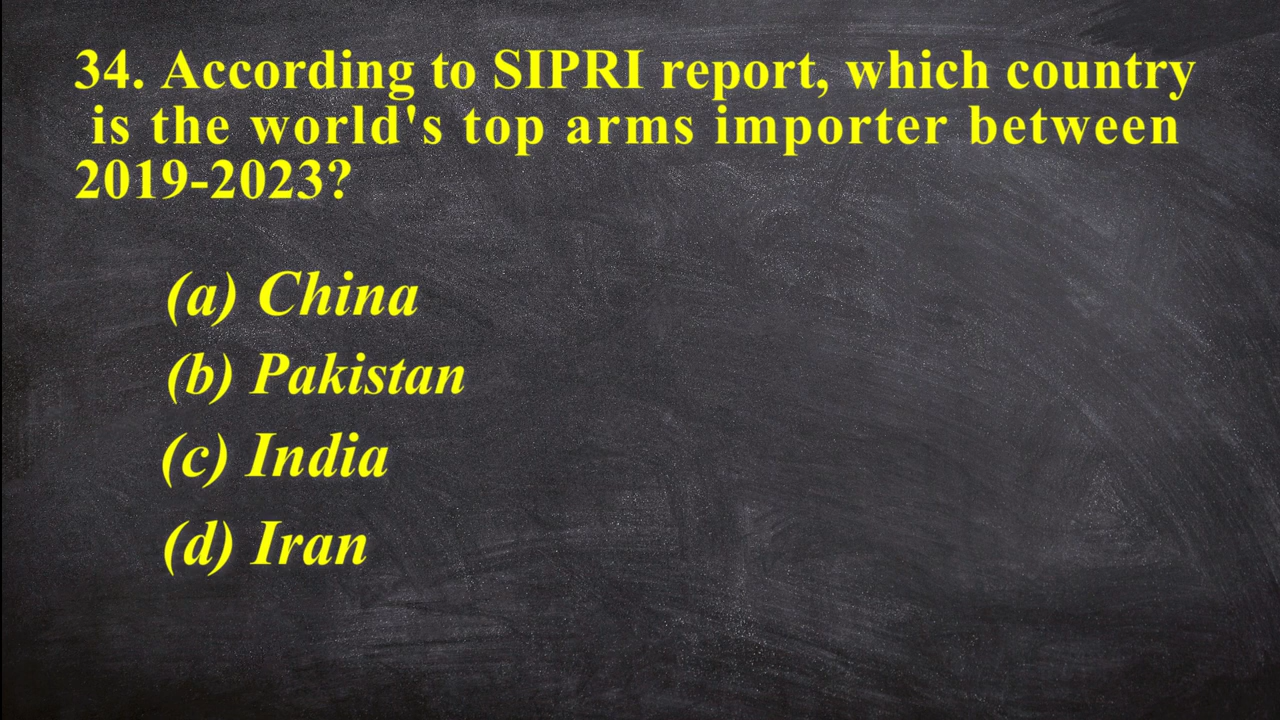 34. According to SIPRI report, which country
is the world's top arms importer between
2019-2023?
(a) China
(b) Pakistan
(c) India
(d) Iran